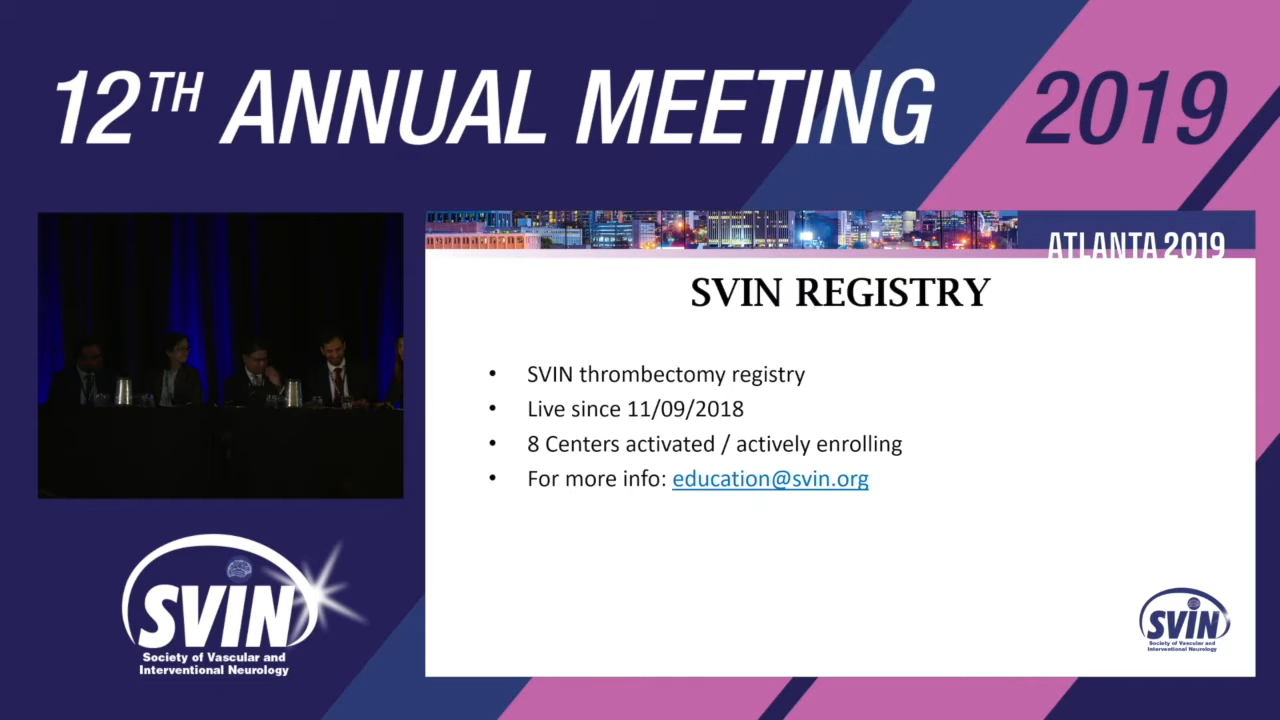 12TH ANNUAL MEETING 2019
ATLANTA 2019
SVIN REGISTRY
• SVIN thrombectomy registry
• Live since 11/09/2018
• 8 Centers activated / actively enrolling
• For more info: education@svin.org
SVIN
Society of Vascular and
Interventional Neurology
SVIN
Society of Vascular and
Interventional Neurology